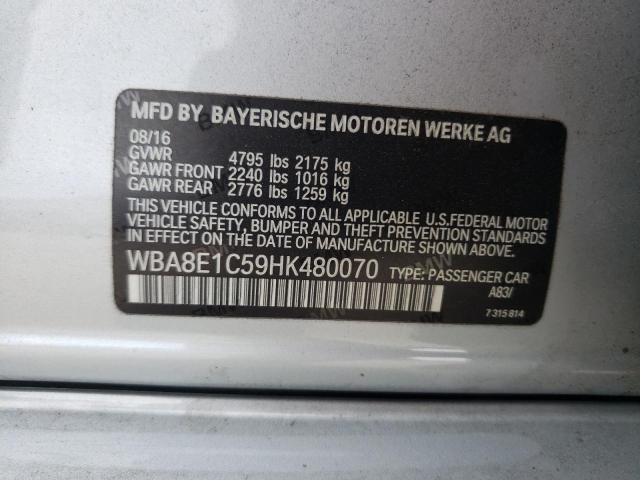 MFD BY BAYERISCHE MOTOREN WERKE AG
08/16
GVWR 4795 lbs 2175 kg
GAWR FRONT 2240 lbs 1016 kg
GAWR REAR 2776 lbs 1259 kg
THIS VEHICLE CONFORMS TO ALL APPLICABLE U.S.FEDERAL MOTOR
VEHICLE SAFETY, BUMPER AND THEFT PREVENTION STANDARDS
IN EFFECT ON THE DATE OF MANUFACTURE SHOWN ABOVE.
WBA8E1C59HK480070 TYPE: PASSENGER CAR
A83/
7 315 814